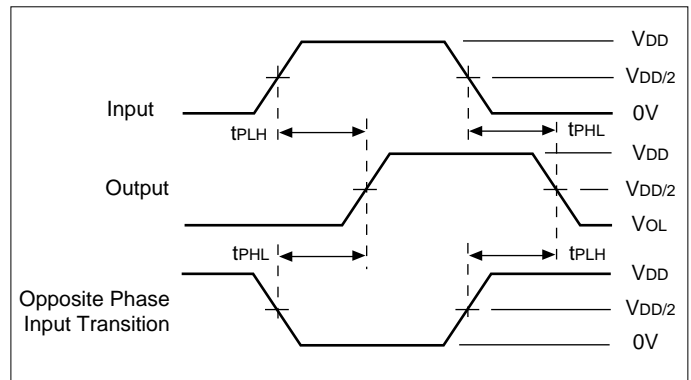 VDD
VDD/2
Input
0V
tPLH
tPHL
VDD
Output
VDD/2
VOL
tPHL
tPLH
VDD
Opposite Phase
Input Transition
VDD/2
0V